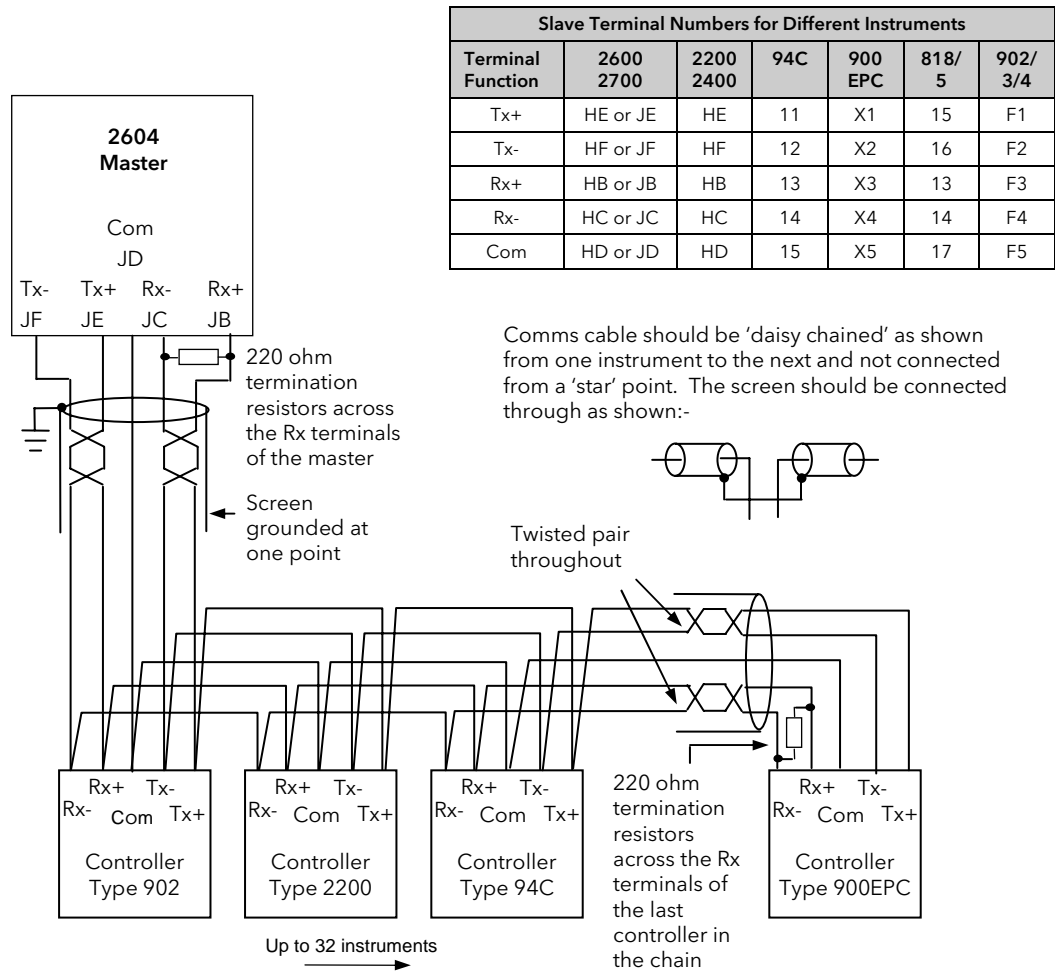 Slave Terminal Numbers for Different Instruments
Terminal Function 2600 2700 2200 2400 94C 900 EPC 818/ 5 902/ 3/4
Tx+ HE or JE HE 11 X1 15 F1
Tx- HF or JF HF 12 X2 16 F2
Rx+ HB or JB HB 13 X3 13 F3
Rx- HC or JC HC 14 X4 14 F4
Com HD or JD HD 15 X5 17 F5
2604
Master
Com
JD
Tx- Tx+ Rx- Rx+
JF JE JC JB
220 ohm
termination
resistors across
the Rx terminals
of the master
Screen
grounded at
one point
Comms cable should be ‘daisy chained’ as shown
from one instrument to the next and not connected
from a ‘star’ point. The screen should be connected
through as shown:-
Twisted pair
throughout
Rx+ Tx-
Rx- Com Tx+
Controller
Type 902
Rx+ Tx-
Rx- Com Tx+
Controller
Type 2200
Rx+ Tx-
Rx- Com Tx+
Controller
Type 94C
220 ohm
termination
resistors
across the Rx
terminals of
the last
controller in
the chain
Rx+ Tx-
Rx- Com Tx+
Controller
Type 900EPC
Up to 32 instruments